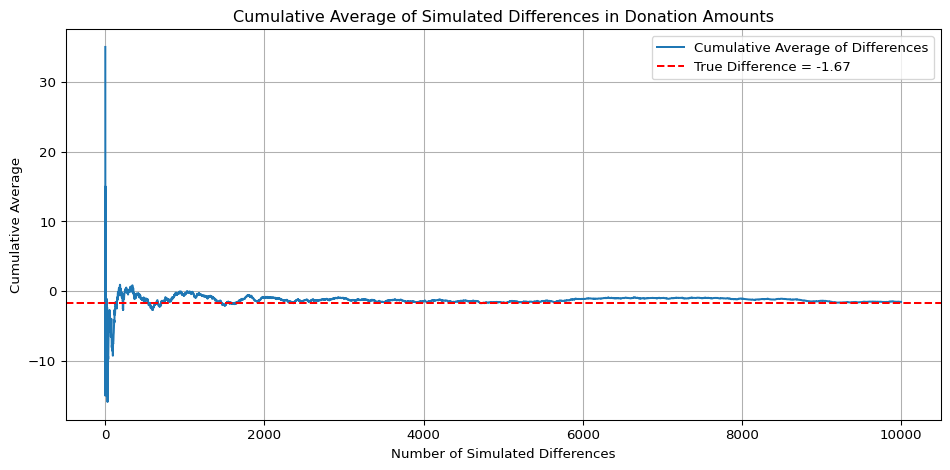 Cumulative Average of Simulated Differences in Donation Amounts
Cumulative Average of Differences
True Difference = -1.67
Cumulative Average
30
20
10
0
−10
0 2000 4000 6000 8000 10000
Number of Simulated Differences